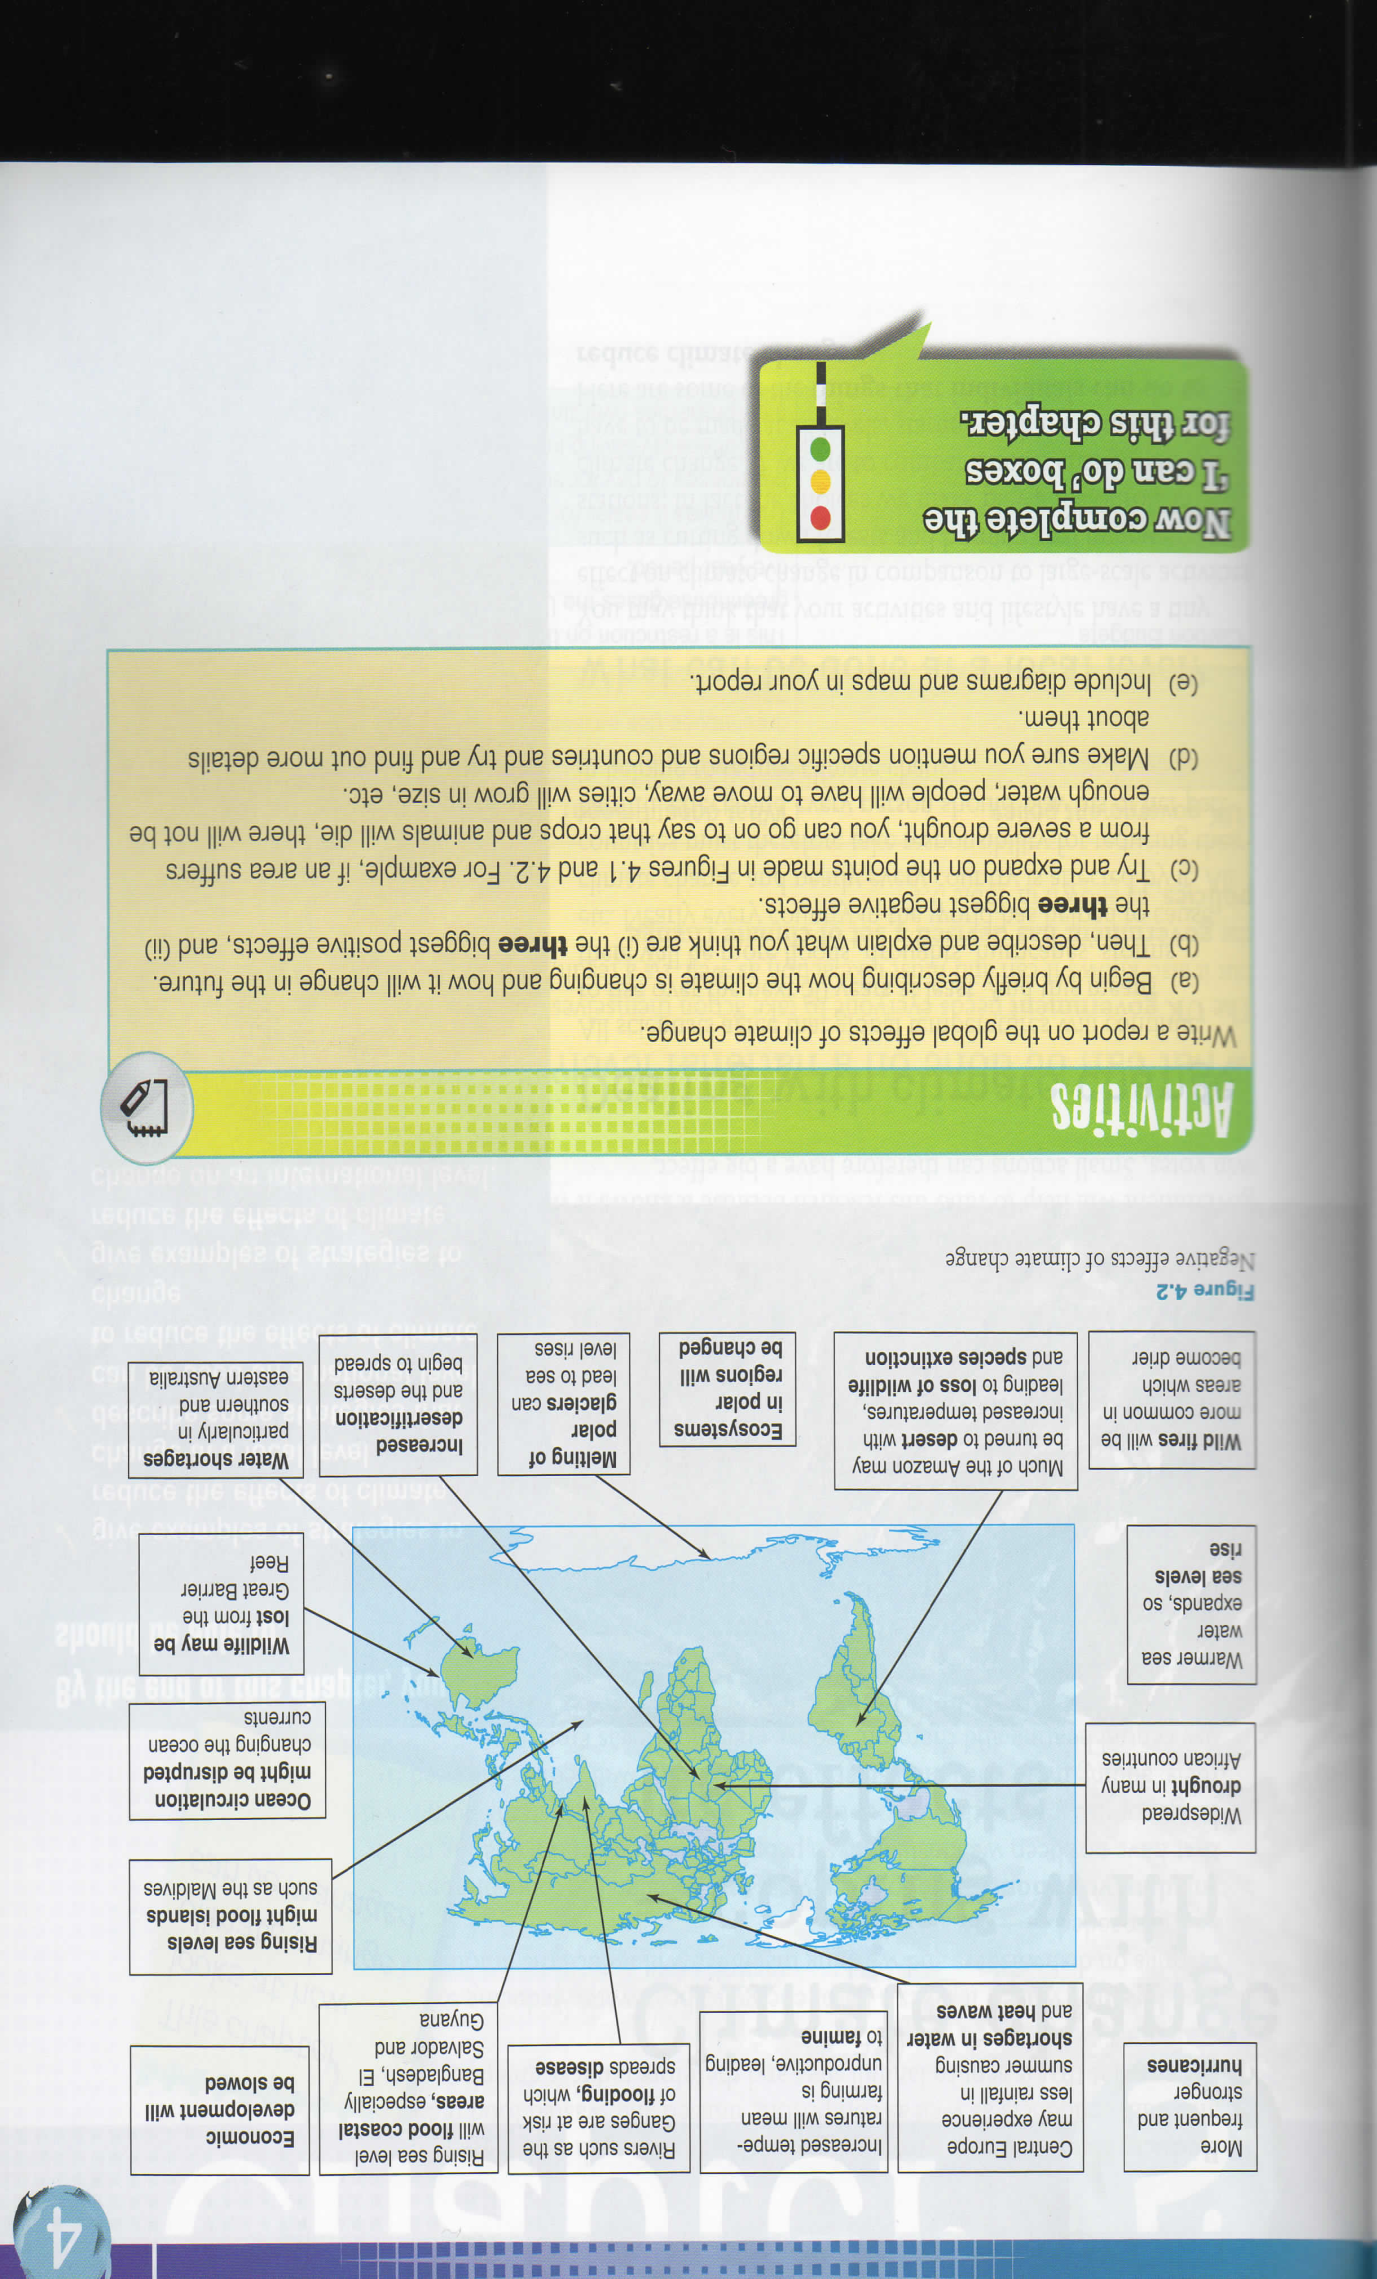 4
More
frequent and
stronger
hurricanes
Central Europe
may experience
less rainfall in
summer causing
shortages in water
and heat waves
Increased tempe-
ratures will mean
farming is
unproductive, leading
to famine
Rivers such as the
Ganges are at risk
of flooding, which
spreads disease
Rising sea level
will flood coastal
areas, especially
Bangladesh, El
Salvador and
Guyana
Economic
development will
be slowed
Rising sea levels
might flood islands
such as the Maldives
Widespread
drought in many
African countries
Ocean circulation
might be disrupted
changing the ocean
currents
Warmer sea
water
expands, so
sea levels
rise
Wildlife may be
lost from the
Great Barrier
Reef
Wild fires will be
more common in
areas which
become drier
Much of the Amazon may
be turned to desert with
increased temperatures,
leading to loss of wildlife
and species extinction
Ecosystems
in polar
regions will
be changed
Melting of
polar
glaciers can
lead to sea
level rises
Increased
desertification
and the deserts
begin to spread
Water shortages
particularly in
southern and
eastern Australia
Figure 4.2
Negative effects of climate change
Activities
Write a report on the global effects of climate change.
(a) Begin by briefly describing how the climate is changing and how it will change in the future.
(b) Then, describe and explain what you think are (i) the three biggest positive effects, and (ii)
the three biggest negative effects.
(c) Try and expand on the points made in Figures 4.1 and 4.2. For example, if an area suffers
from a severe drought, you can go on to say that crops and animals will die, there will not be
enough water, people will have to move away, cities will grow in size, etc.
(d) Make sure you mention specific regions and countries and try and find out more details
about them.
(e) Include diagrams and maps in your report.
Now complete the
'I can do' boxes
for this chapter.